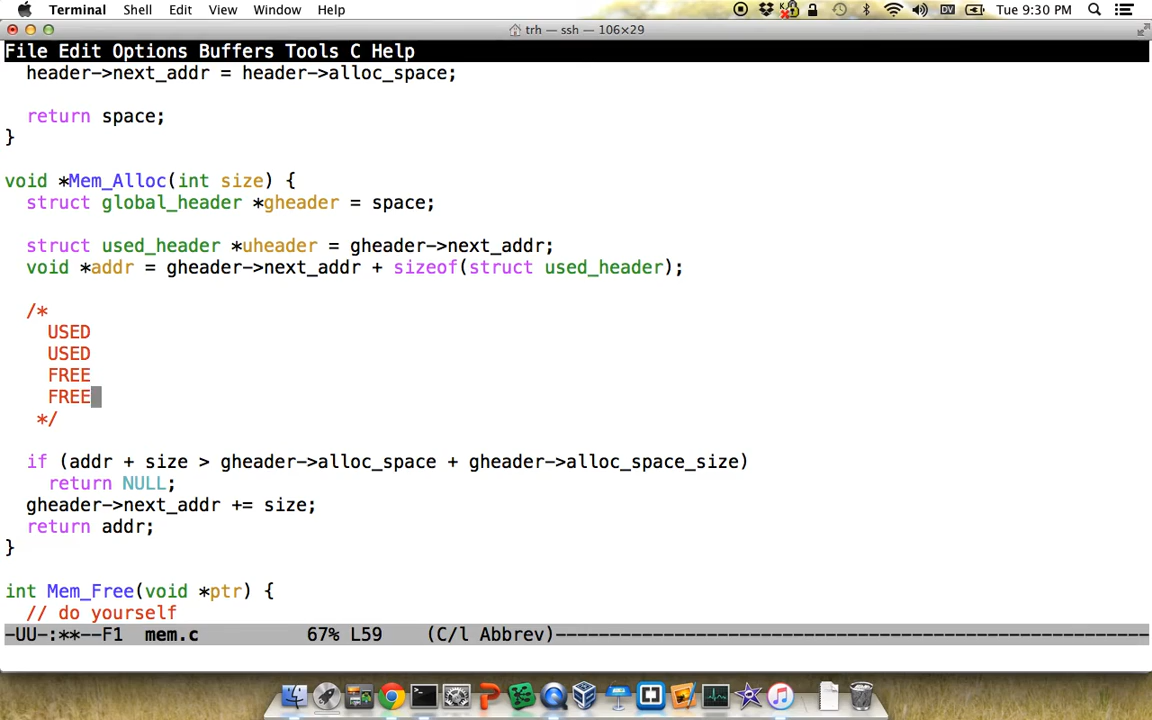 Terminal Shell Edit View Window Help DV Tue 9:30 PM
trh — ssh — 106×29
File Edit Options Buffers Tools C Help
header->next_addr = header->alloc_space;
return space;
}
void *Mem_Alloc(int size) {
struct global_header *gheader = space;
struct used_header *uheader = gheader->next_addr;
void *addr = gheader->next_addr + sizeof(struct used_header);
/*
USED
USED
FREE
FREE
*/
if (addr + size > gheader->alloc_space + gheader->alloc_space_size)
return NULL;
gheader->next_addr += size;
return addr;
}
int Mem_Free(void *ptr) {
// do yourself
-UU-:**--F1 mem.c 67% L59 (C/l Abbrev)-------------------------------------------------------